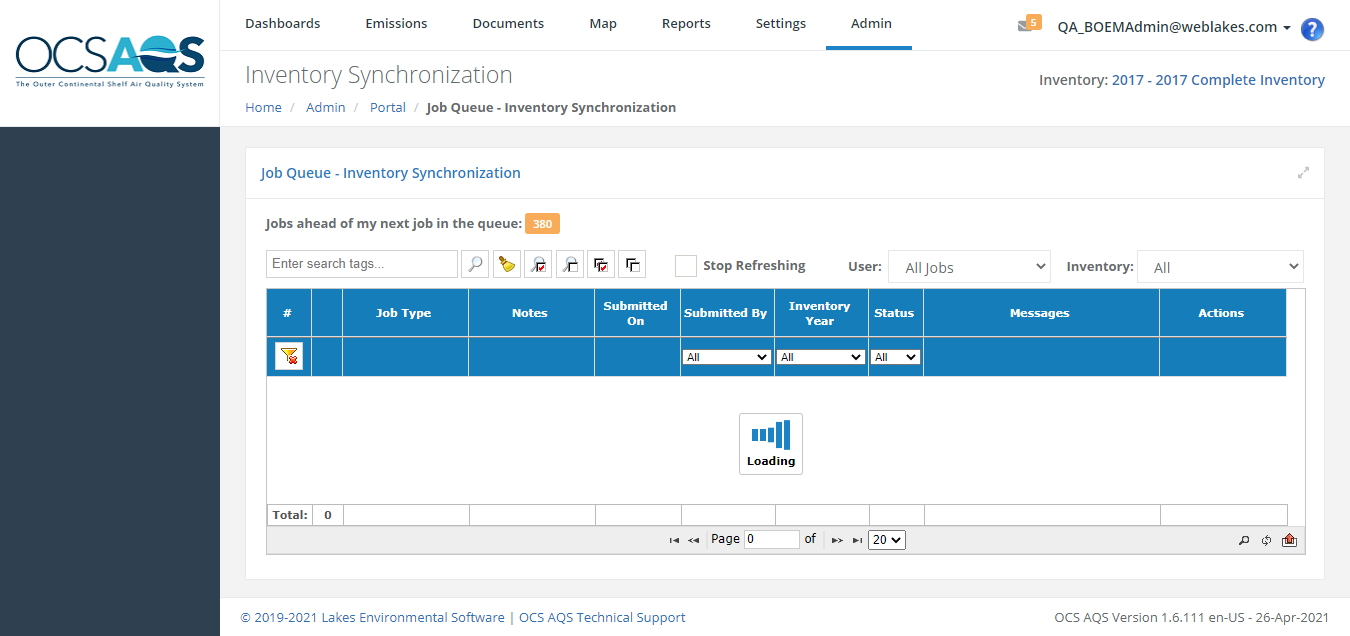 OCSAQS
The Outer Continental Shelf Air Quality System
Dashboards Emissions Documents Map Reports Settings Admin
5 QA_BOEMAdmin@weblakes.com ?
Inventory Synchronization
Inventory: 2017 - 2017 Complete Inventory
Home / Admin / Portal / Job Queue - Inventory Synchronization
Job Queue - Inventory Synchronization
Jobs ahead of my next job in the queue: 380
Enter search tags... Stop Refreshing User: All Jobs Inventory: All
# Job Type Notes Submitted On Submitted By Inventory Year Status Messages Actions
All All All
Loading
Total: 0
Page 0 of 20
© 2019-2021 Lakes Environmental Software | OCS AQS Technical Support
OCS AQS Version 1.6.111 en-US - 26-Apr-2021